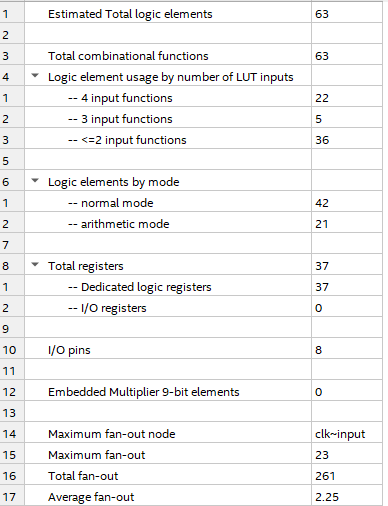 1 Estimated Total logic elements 63
2
3 Total combinational functions 63
4 Logic element usage by number of LUT inputs
1 -- 4 input functions 22
2 -- 3 input functions 5
3 -- <=2 input functions 36
5
6 Logic elements by mode
1 -- normal mode 42
2 -- arithmetic mode 21
7
8 Total registers 37
1 -- Dedicated logic registers 37
2 -- I/O registers 0
9
10 I/O pins 8
11
12 Embedded Multiplier 9-bit elements 0
13
14 Maximum fan-out node clk~input
15 Maximum fan-out 23
16 Total fan-out 261
17 Average fan-out 2.25